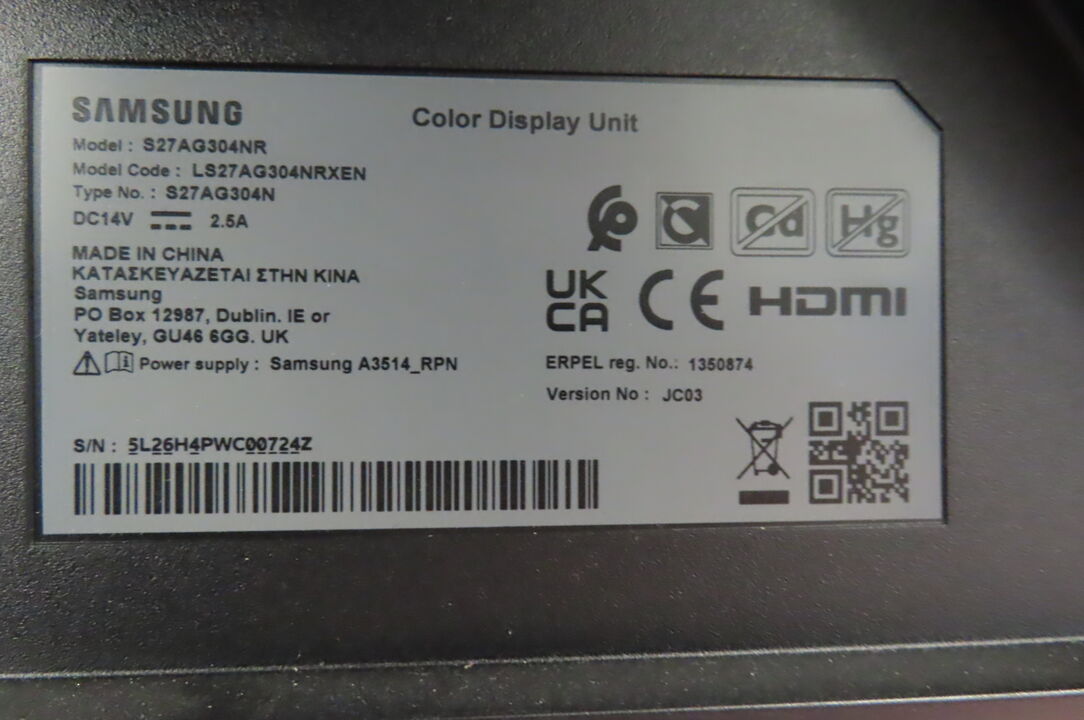 SAMSUNG
Color Display Unit
Model : S27AG304NR
Model Code : LS27AG304NRXEN
Type No. : S27AG304N
DC14V 2.5A
MADE IN CHINA
ΚΑΤΑΣΚΕΥΑΖΕΤΑΙ ΣΤΗΝ ΚΙΝΑ
Samsung
PO Box 12987, Dublin. IE or
Yateley, GU46 6GG. UK
Power supply : Samsung A3514_RPN
S/N : 5L26H4PWC00724Z
Cd Hg
UK
CA CE HDMI
ERPEL reg. No.: 1350874
Version No : JC03